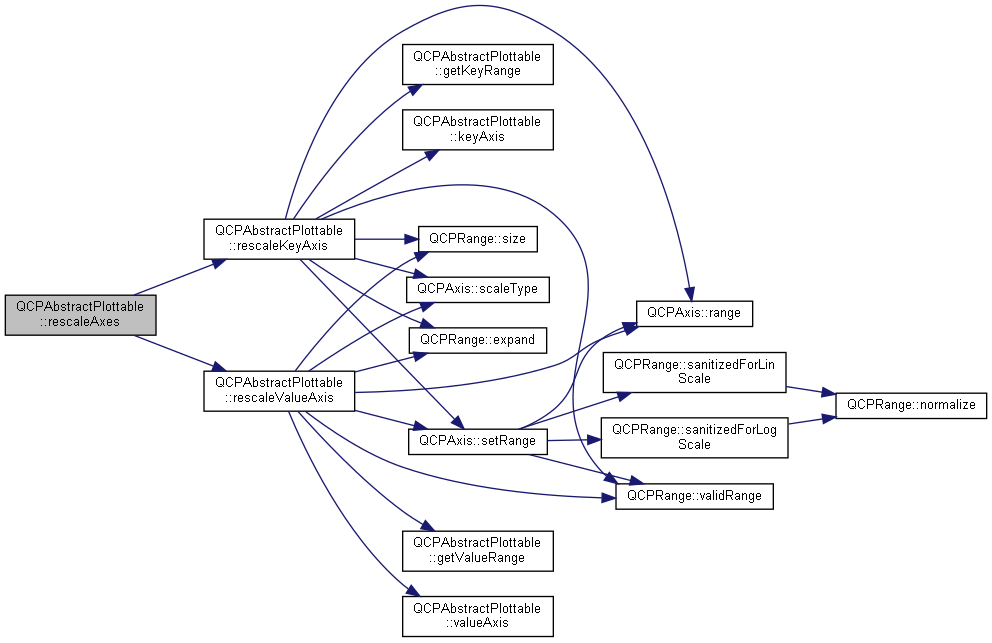 QCPAbstractPlottable
::getKeyRange
QCPAbstractPlottable
::keyAxis
QCPAbstractPlottable
::rescaleKeyAxis
QCPRange::size
QCPAxis::scaleType
QCPAbstractPlottable
::rescaleAxes
QCPAxis::range
QCPRange::expand
QCPRange::sanitizedForLin
Scale
QCPAbstractPlottable
::rescaleValueAxis
QCPRange::normalize
QCPAxis::setRange
QCPRange::sanitizedForLog
Scale
QCPRange::validRange
QCPAbstractPlottable
::getValueRange
QCPAbstractPlottable
::valueAxis